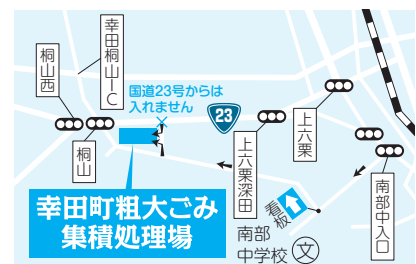 幸田桐山IC
桐山西
桐山
国道23号からは
入れません
23
上六栗
上六栗深田
南部中入口
看板
南部
中学校
文
幸田町粗大ごみ
集積処理場